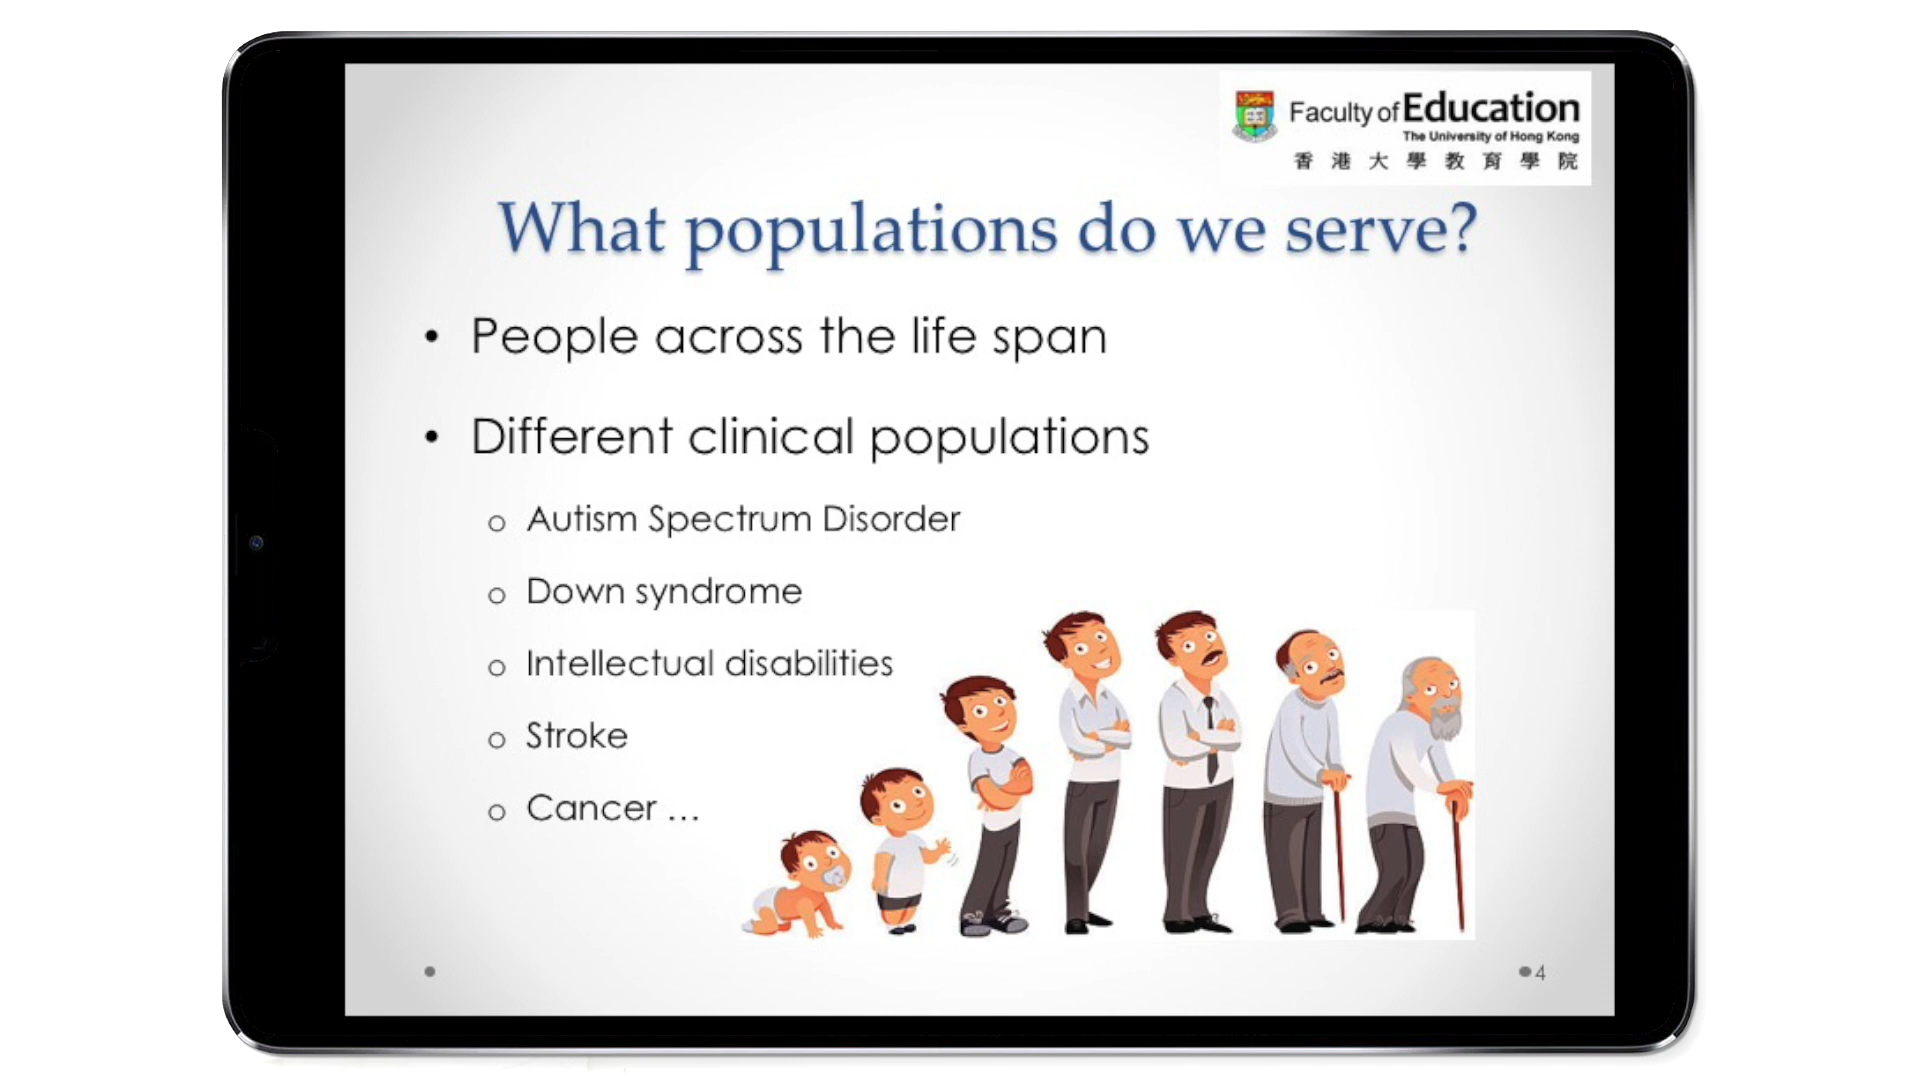 Faculty of Education
The University of Hong Kong
香港大學教育學院
What populations do we serve?
• People across the life span
• Different clinical populations
o Autism Spectrum Disorder
o Down syndrome
o Intellectual disabilities
o Stroke
o Cancer ...
4